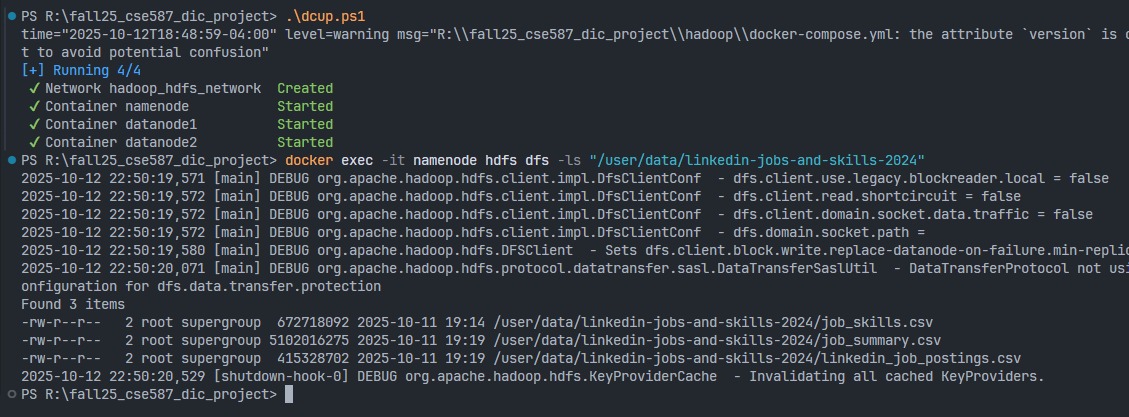 PS R:\fall25_cse587_dic_project> .\dcup.ps1
time="2025-10-12T18:48:59-04:00" level=warning msg="R:\\fall25_cse587_dic_project\\hadoop\\docker-compose.yml: the attribute `version` is
t to avoid potential confusion"
[+] Running 4/4
✓ Network hadoop_hdfs_network Created
✓ Container namenode Started
✓ Container datanode1 Started
✓ Container datanode2 Started
PS R:\fall25_cse587_dic_project> docker exec -it namenode hdfs dfs -ls "/user/data/linkedin-jobs-and-skills-2024"
2025-10-12 22:50:19,571 [main] DEBUG org.apache.hadoop.hdfs.client.impl.DfsClientConf - dfs.client.use.legacy.blockreader.local = false
2025-10-12 22:50:19,572 [main] DEBUG org.apache.hadoop.hdfs.client.impl.DfsClientConf - dfs.client.read.shortcircuit = false
2025-10-12 22:50:19,572 [main] DEBUG org.apache.hadoop.hdfs.client.impl.DfsClientConf - dfs.client.domain.socket.data.traffic = false
2025-10-12 22:50:19,572 [main] DEBUG org.apache.hadoop.hdfs.client.impl.DfsClientConf - dfs.domain.socket.path =
2025-10-12 22:50:19,580 [main] DEBUG org.apache.hadoop.hdfs.DFSClient - Sets dfs.client.block.write.replace-datanode-on-failure.min-replic
2025-10-12 22:50:20,071 [main] DEBUG org.apache.hadoop.hdfs.protocol.datatransfer.sasl.DataTransferSaslUtil - DataTransferProtocol not usi
onfiguration for dfs.data.transfer.protection
Found 3 items
-rw-r--r-- 2 root supergroup 672718092 2025-10-11 19:14 /user/data/linkedin-jobs-and-skills-2024/job_skills.csv
-rw-r--r-- 2 root supergroup 5102016275 2025-10-11 19:19 /user/data/linkedin-jobs-and-skills-2024/job_summary.csv
-rw-r--r-- 2 root supergroup 415328702 2025-10-11 19:19 /user/data/linkedin-jobs-and-skills-2024/linkedin_job_postings.csv
2025-10-12 22:50:20,529 [shutdown-hook-0] DEBUG org.apache.hadoop.hdfs.KeyProviderCache - Invalidating all cached KeyProviders.
PS R:\fall25_cse587_dic_project>